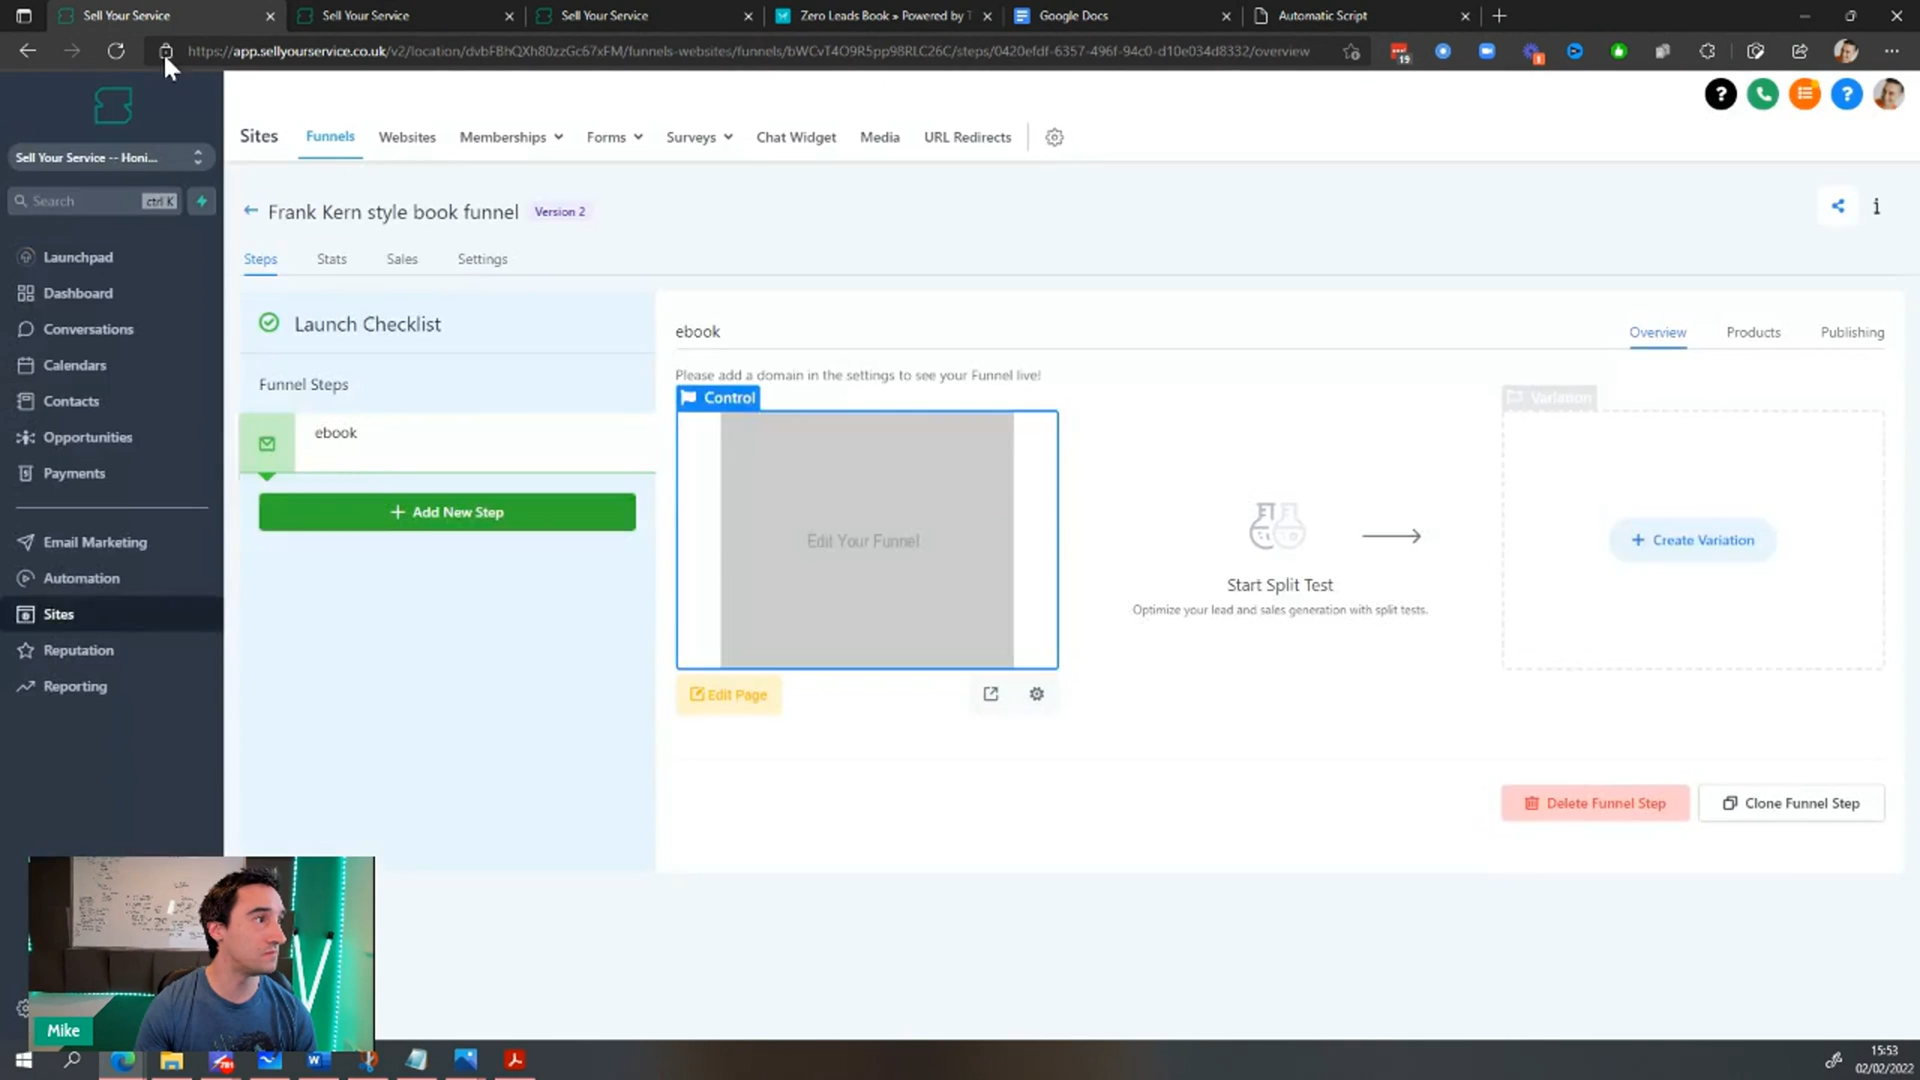 Sell Your Service
Sell Your Service
Sell Your Service
Zero Leads Book » Powered by T
Google Docs
Automatic Script
https://app.sellyourservice.co.uk/v2/location/dvbFBhQXh80zzGc67xFM/funnels-websites/funnels/bWCvT4O9R5pp98RLC26C/steps/0420efdf-6357-496f-94c0-d10e034d8332/overview
19
1
Sell Your Service -- Honi...
Search
ctrl K
Launchpad
Dashboard
Conversations
Calendars
Contacts
Opportunities
Payments
Email Marketing
Automation
Sites
Reputation
Reporting
Sites
Funnels
Websites
Memberships
Forms
Surveys
Chat Widget
Media
URL Redirects
Frank Kern style book funnel
Version 2
Steps
Stats
Sales
Settings
Launch Checklist
Funnel Steps
ebook
+ Add New Step
ebook
Overview
Products
Publishing
Please add a domain in the settings to see your Funnel live!
Control
Edit Your Funnel
Edit Page
Start Split Test
Optimize your lead and sales generation with split tests.
Variation
+ Create Variation
Delete Funnel Step
Clone Funnel Step
Mike
781
15:53
02/02/2022